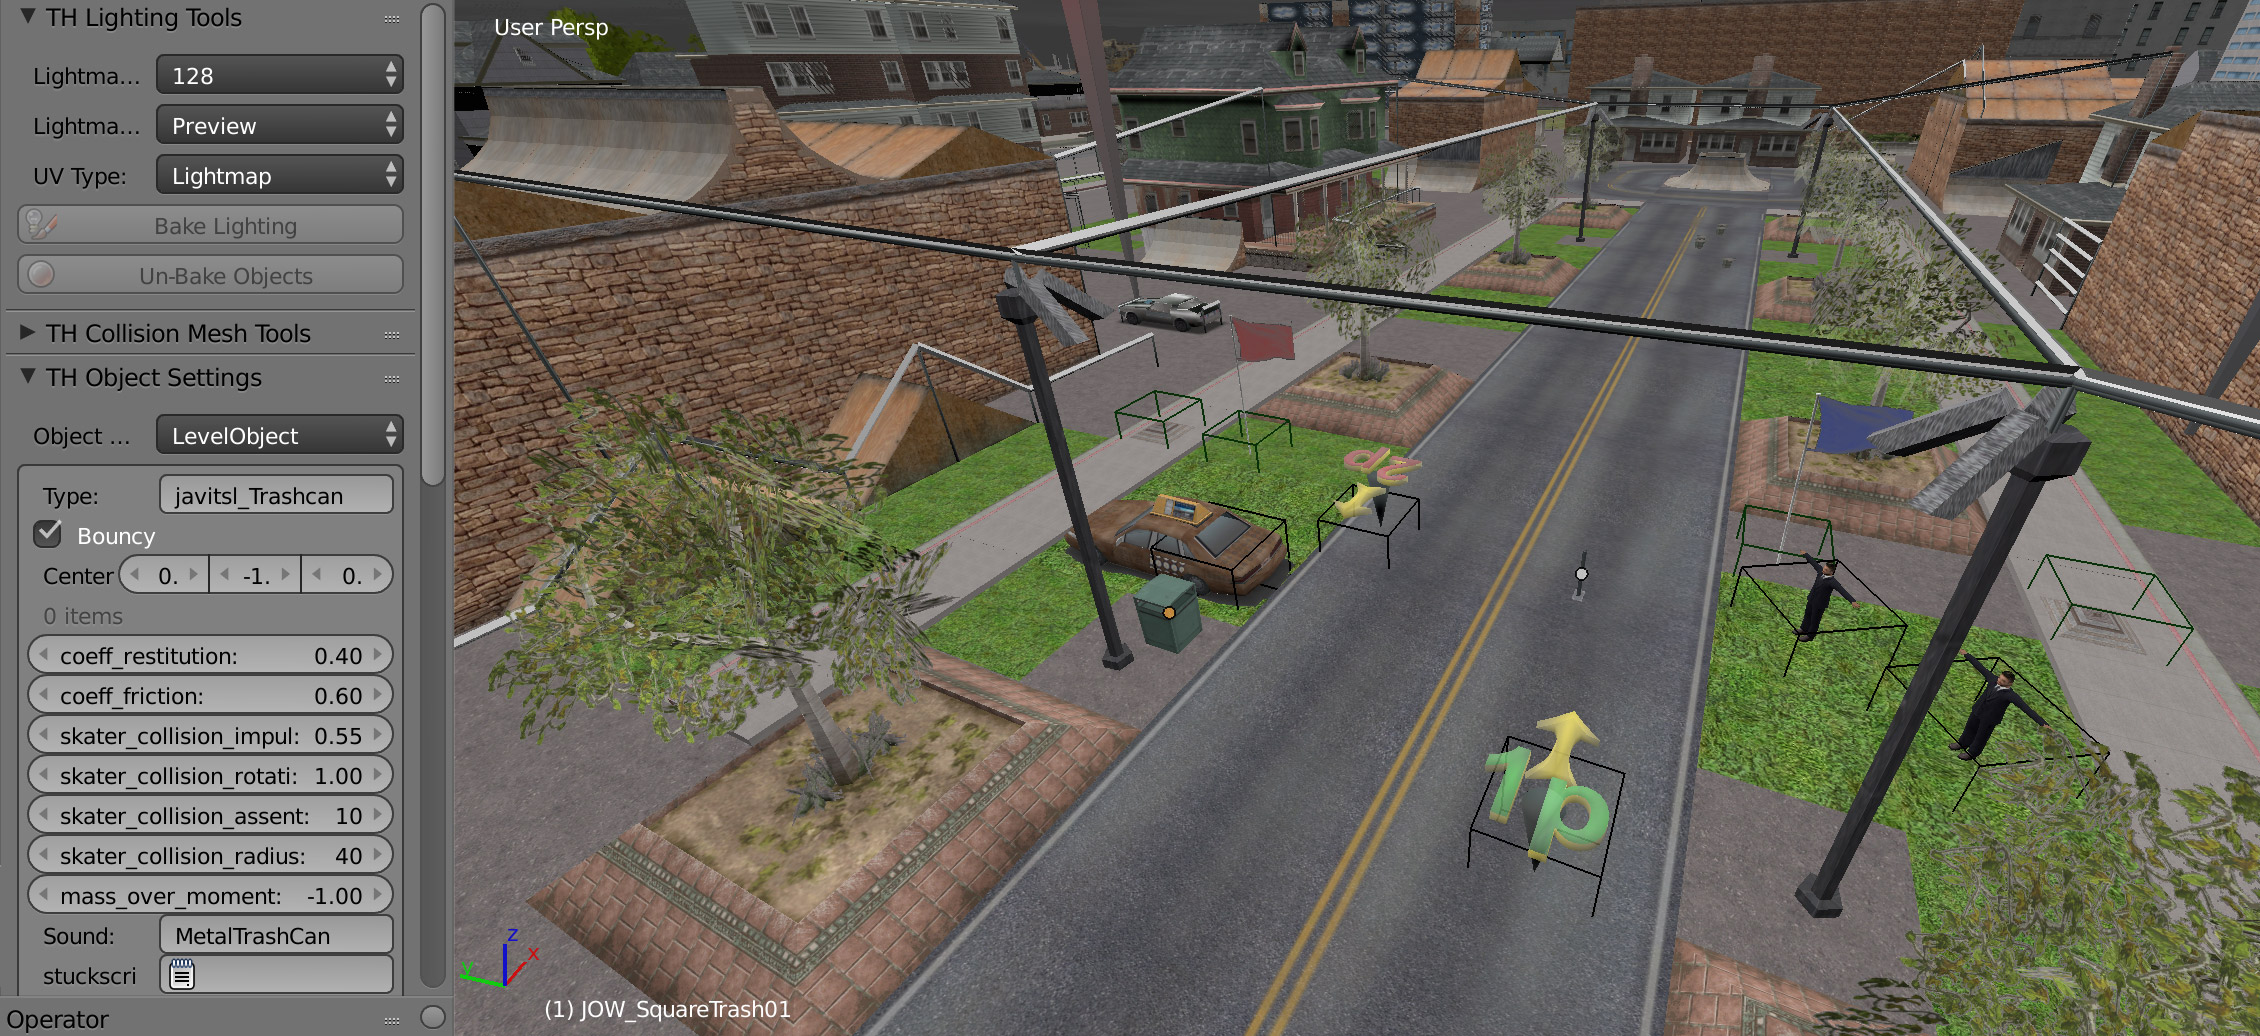 TH Lighting Tools
Lightma... 128
Lightma... Preview
UV Type: Lightmap
Bake Lighting
Un-Bake Objects
TH Collision Mesh Tools
TH Object Settings
Object ... LevelObject
Type: javitsl_Trashcan
Bouncy
Center 0. -1. 0.
0 items
coeff_restitution: 0.40
coeff_friction: 0.60
skater_collision_impul: 0.55
skater_collision_rotati: 1.00
skater_collision_assent: 10
skater_collision_radius: 40
mass_over_moment: -1.00
Sound: MetalTrashCan
stuckscri
Operator
User Persp
2p
1p
z
x
y
(1) JOW_SquareTrash01